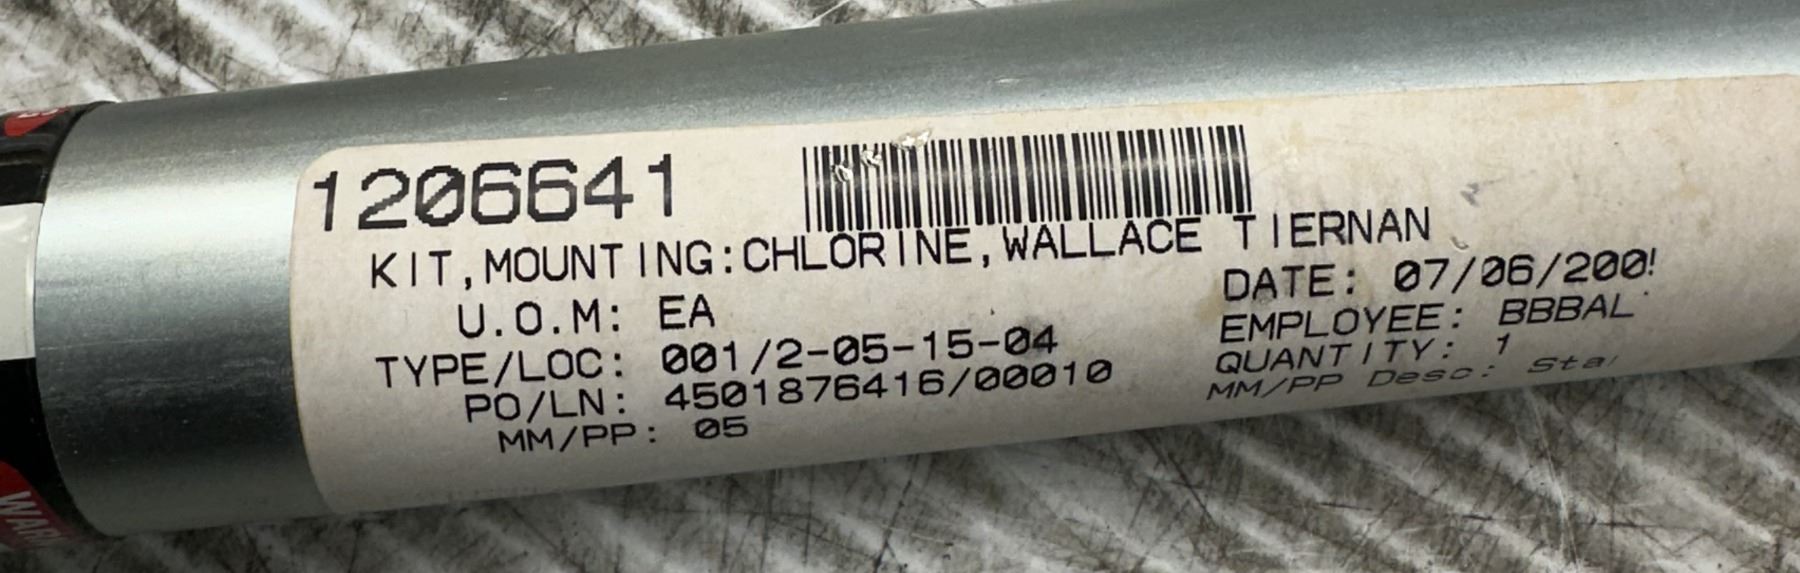 1206641
KIT,MOUNTING:CHLORINE,WALLACE TIERNAN
U.O.M: EA
DATE: 07/06/200
TYPE/LOC: 001/2-05-15-04
EMPLOYEE: BBBAL
PO/LN: 4501876416/00010
QUANTITY: 1
MM/PP: 05
MM/PP Desc: Sta